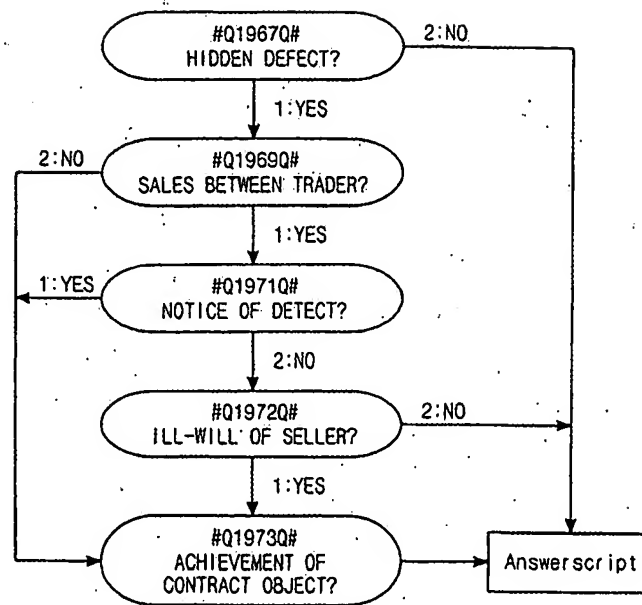 #Q1967Q#
HIDDEN DEFECT?
2:NO
1:YES
2:NO
#Q1969Q#
SALES BETWEEN TRADER?
1:YES
1:YES
#Q1971Q#
NOTICE OF DETECT?
2:NO
#Q1972Q#
ILL-WILL OF SELLER?
2:NO
1:YES
#Q1973Q#
ACHIEVEMENT OF
CONTRACT OBJECT?
Answerscript